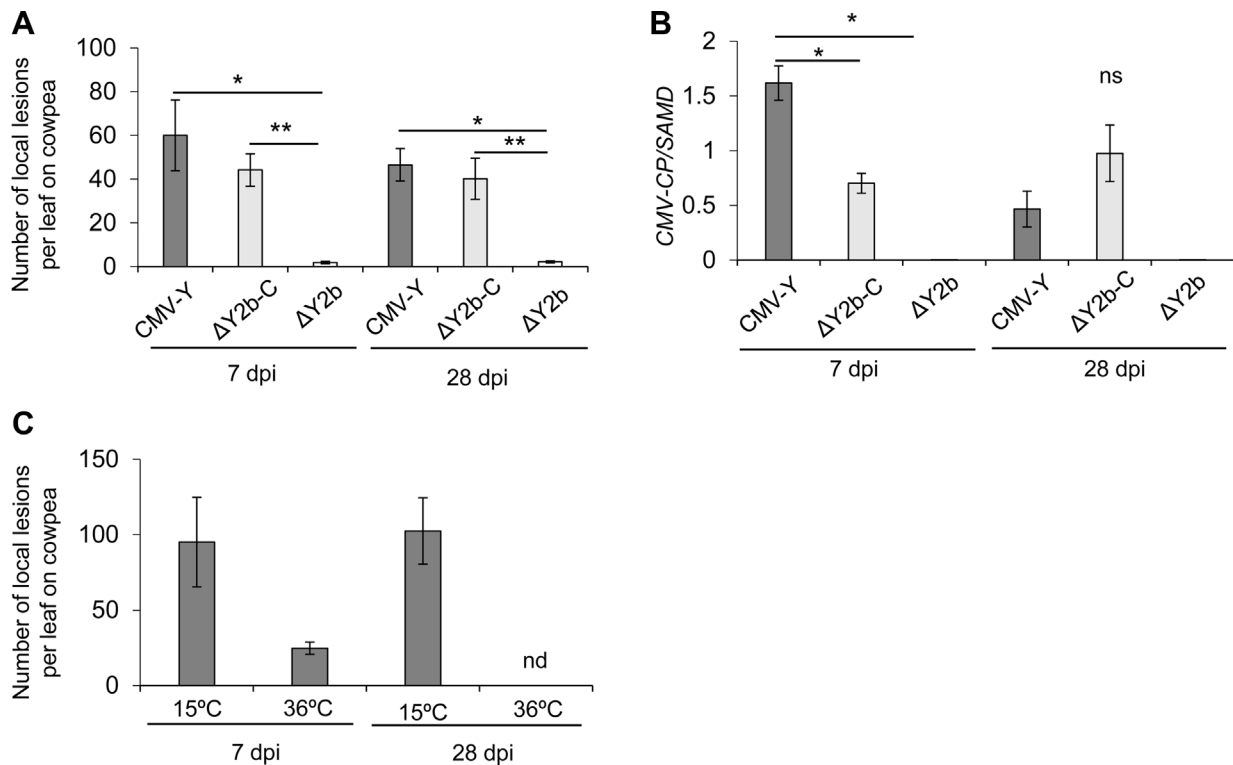 A
Number of local lesions
per leaf on cowpea
100
80
60
40
20
0
*
**
*
**
CMV-Y
ΔY2b-C
ΔY2b
CMV-Y
ΔY2b-C
ΔY2b
7 dpi
28 dpi
B
CMV-CP/SAMD
2
1.5
1
0.5
0
*
*
ns
CMV-Y
ΔY2b-C
ΔY2b
CMV-Y
ΔY2b-C
ΔY2b
7 dpi
28 dpi
C
Number of local lesions
per leaf on cowpea
150
100
50
0
nd
15ºC
36ºC
15ºC
36ºC
7 dpi
28 dpi